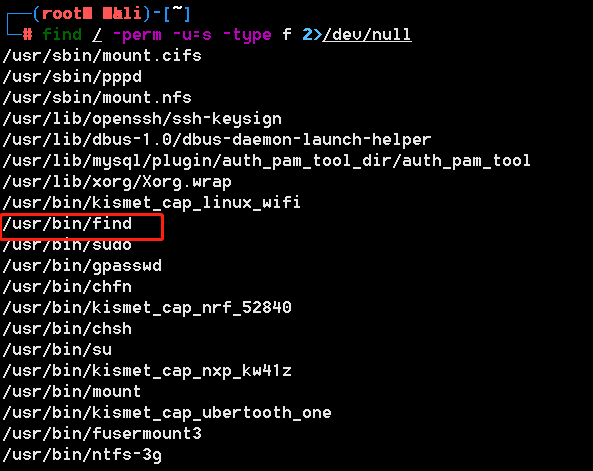 (root kali)-[~]
# find / -perm -u=s -type f 2>/dev/null
/usr/sbin/mount.cifs
/usr/sbin/pppd
/usr/sbin/mount.nfs
/usr/lib/openssh/ssh-keysign
/usr/lib/dbus-1.0/dbus-daemon-launch-helper
/usr/lib/mysql/plugin/auth_pam_tool_dir/auth_pam_tool
/usr/lib/xorg/Xorg.wrap
/usr/bin/kismet_cap_linux_wifi
/usr/bin/find
/usr/bin/sudo
/usr/bin/gpasswd
/usr/bin/chfn
/usr/bin/kismet_cap_nrf_52840
/usr/bin/chsh
/usr/bin/su
/usr/bin/kismet_cap_nxp_kw41z
/usr/bin/mount
/usr/bin/kismet_cap_ubertooth_one
/usr/bin/fusermount3
/usr/bin/ntfs-3g